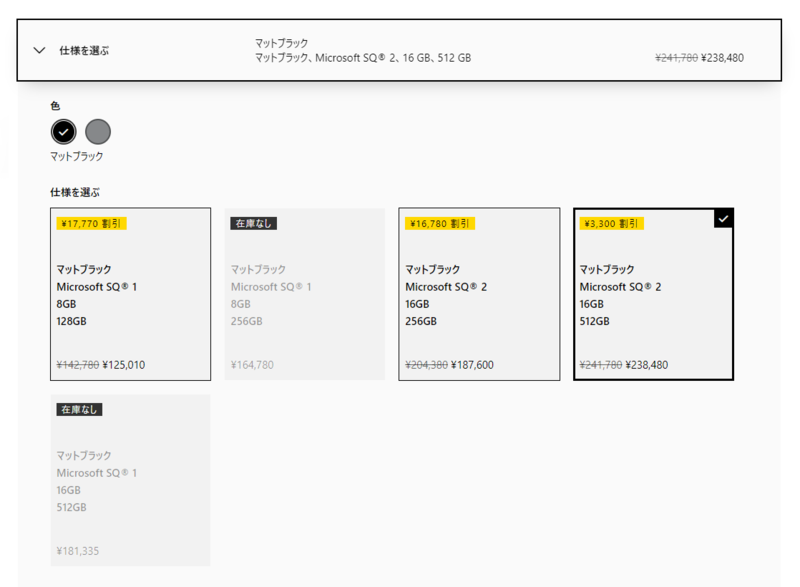 仕様を選ぶ
マットブラック
マットブラック、Microsoft SQ® 2、16 GB、512 GB
¥241,780 ¥238,480
色
マットブラック
仕様を選ぶ
¥17,770 割引
マットブラック
Microsoft SQ® 1
8GB
128GB
¥142,780 ¥125,010
在庫なし
マットブラック
Microsoft SQ® 1
8GB
256GB
¥164,780
¥16,780 割引
マットブラック
Microsoft SQ® 2
16GB
256GB
¥204,380 ¥187,600
¥3,300 割引
マットブラック
Microsoft SQ® 2
16GB
512GB
¥241,780 ¥238,480
在庫なし
マットブラック
Microsoft SQ® 1
16GB
512GB
¥181,335